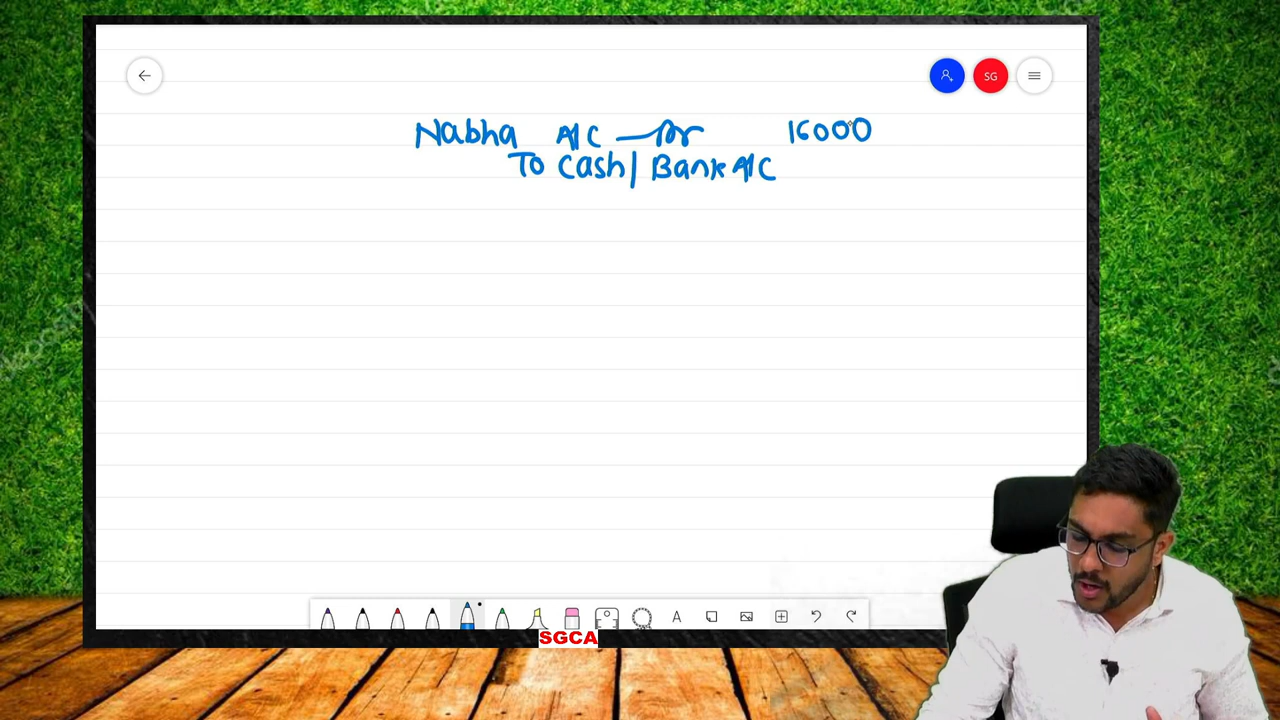 SG
Nabha A/C Dr 16000
To Cash/ Bank A/C
A
SGCA